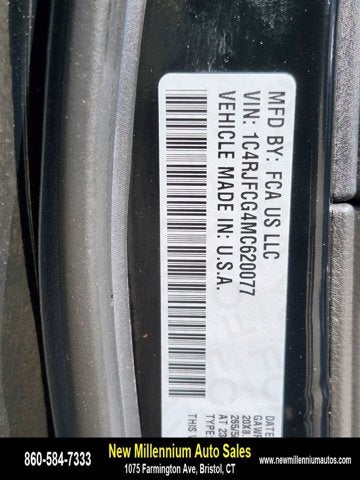 MFD BY: FCA US LLC
VIN: 1C4RJFCG4MC620077
VEHICLE MADE IN: U.S.A.
DATE
GAWR
20X8
265/5
AT 23
THIS V
TYPE:
860-584-7333
New Millennium Auto Sales
1075 Farmington Ave, Bristol, CT
www.newmillenniumautos.com